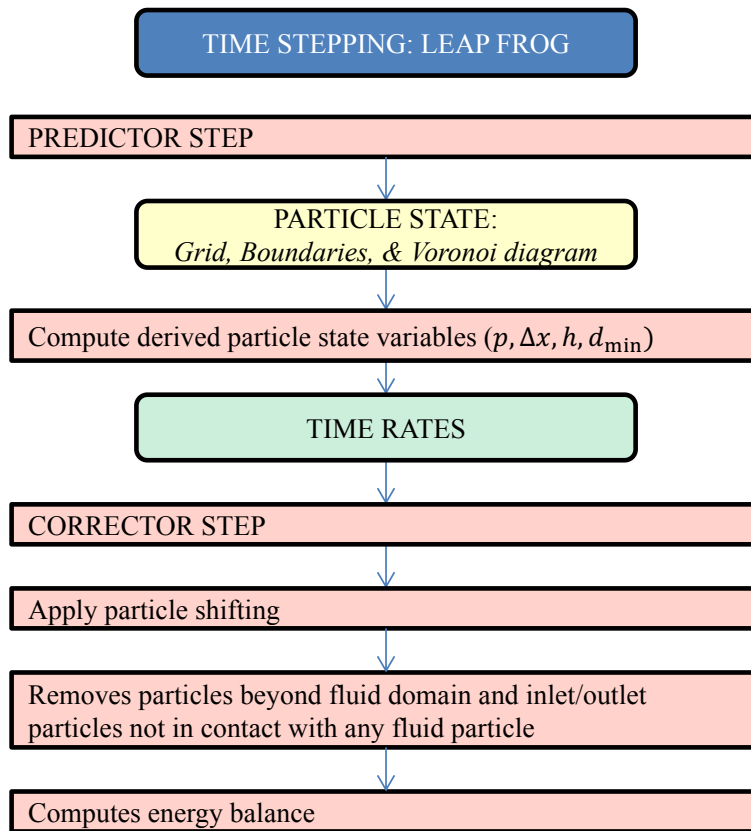 TIME STEPPING: LEAP FROG
PREDICTOR STEP
PARTICLE STATE:
Grid, Boundaries, & Voronoi diagram
Compute derived particle state variables (p, Δx, h, d_min)
TIME RATES
CORRECTOR STEP
Apply particle shifting
Removes particles beyond fluid domain and inlet/outlet
particles not in contact with any fluid particle
Computes energy balance